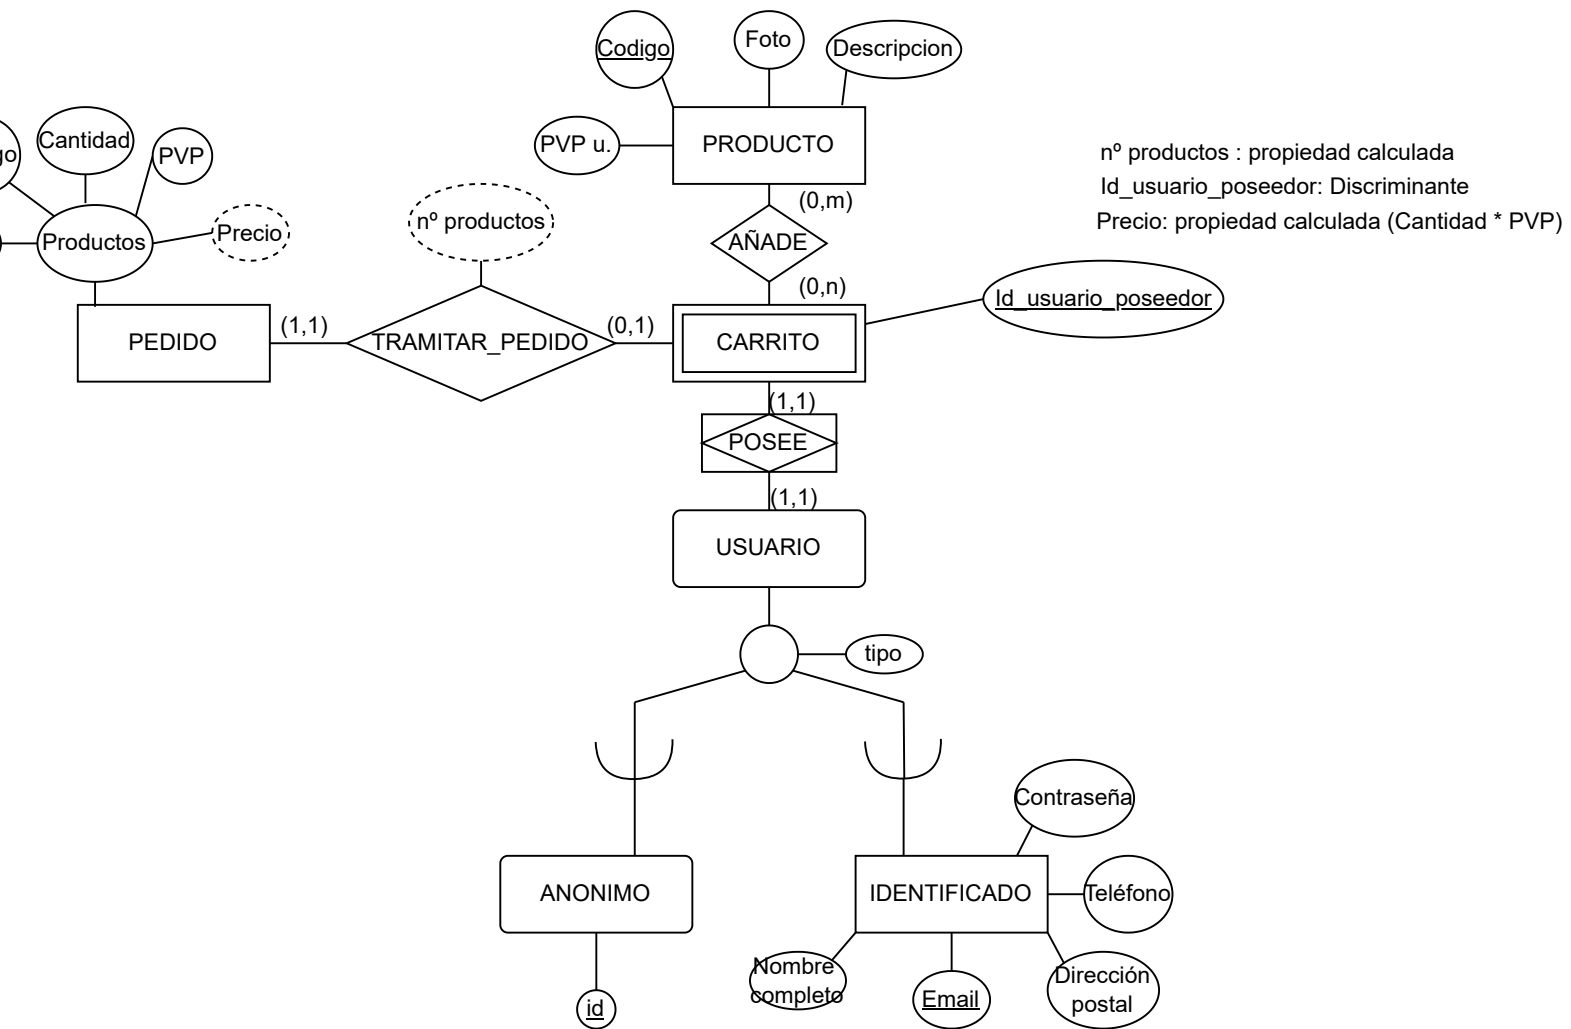 Codigo
Foto
Descripcion
PVP u.
PRODUCTO
go
Cantidad
PVP
Productos
Precio
nº productos
nº productos : propiedad calculada
Id_usuario_poseedor: Discriminante
Precio: propiedad calculada (Cantidad * PVP)
(0,m)
AÑADE
(0,n)
Id_usuario_poseedor
PEDIDO
(1,1)
TRAMITAR_PEDIDO
(0,1)
CARRITO
(1,1)
POSEE
(1,1)
USUARIO
tipo
Contraseña
ANONIMO
IDENTIFICADO
Teléfono
Nombre
completo
Email
Dirección
postal
id